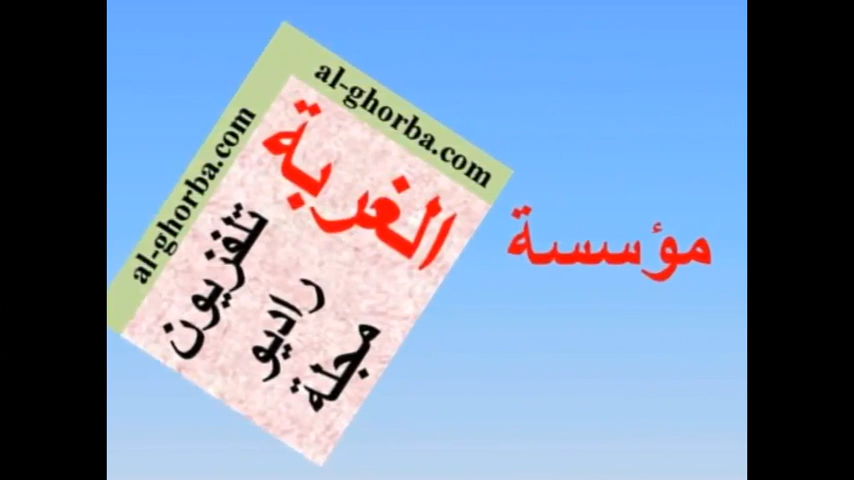 مؤسسة
al-ghorba.com
al-ghorba.com
الغربة
تلفزيون
راديو
مجلة